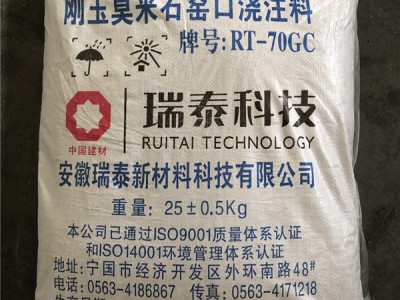 刚玉莫来石窑口浇注料
牌号:RT-70GC
中国建材
瑞泰科技
RUITAI TECHNOLOGY
安徽瑞泰新材料科技有限公司
重量: 25±0.5Kg
本公司已通过ISO9001质量体系认证
和ISO14001环境管理体系认证
地址:宁国市经济开发区外环南路48#
电话:0563-4186867 传真:0563-4171218